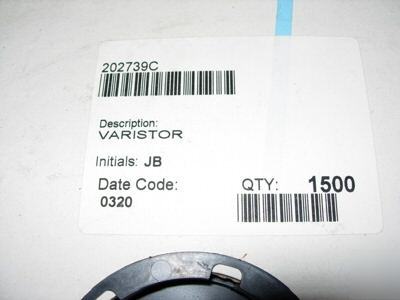 202739C
Description:
VARISTOR
Initials: JB
Date Code: QTY: 1500
0320